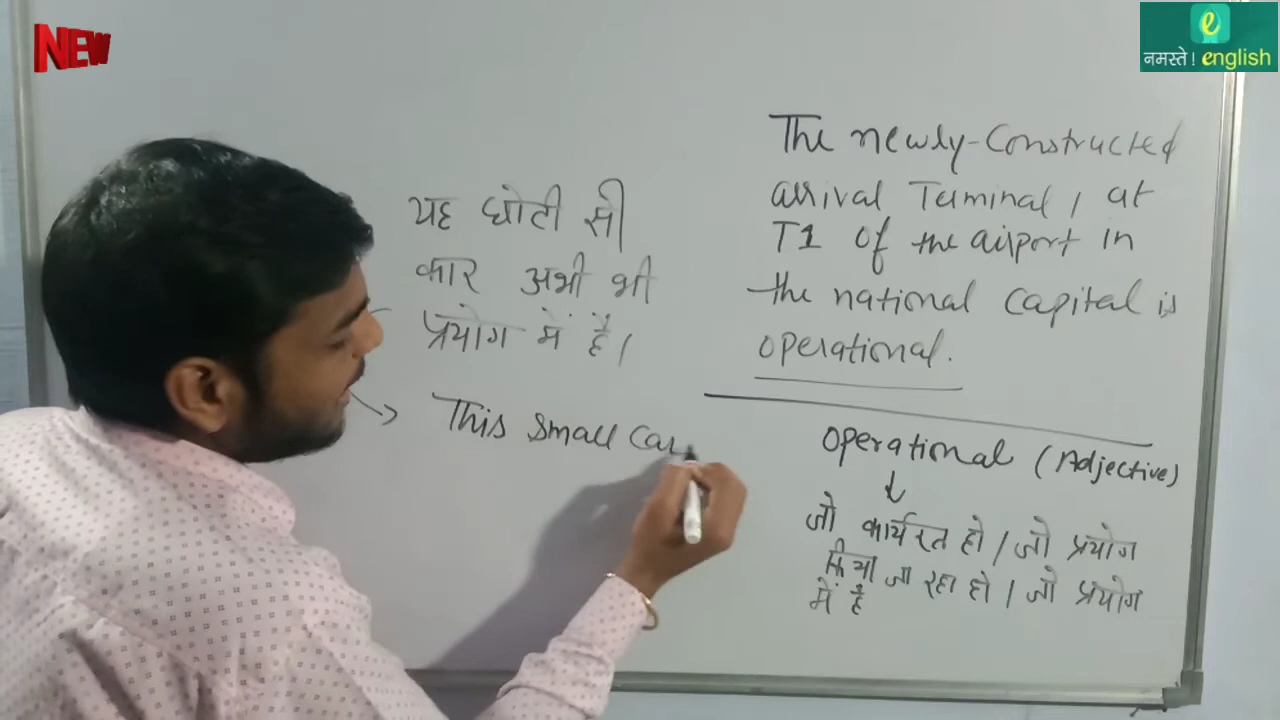 NEW
e
नमस्ते ! english
The newly-Constructed
arrival Terminal, at
T1 of the airport in
the national capital is
operational.
यह छोटी सी
कार अभी भी
प्रयोग में है।
This small Car
Operational (Adjective)
जो कार्यरत हो / जो प्रयोग
किया जा रहा हो / जो प्रयोग
में है